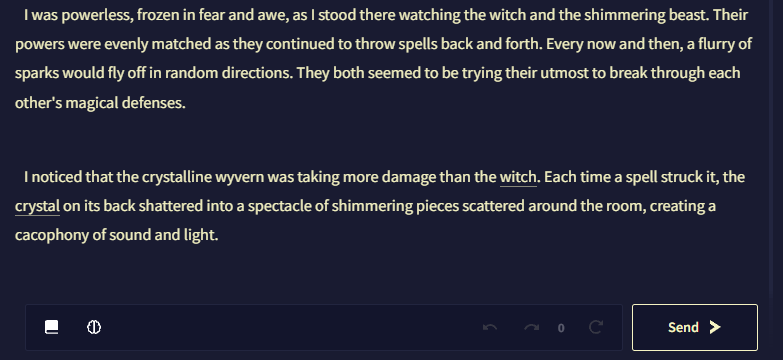 I was powerless, frozen in fear and awe, as I stood there watching the witch and the shimmering beast. Their
powers were evenly matched as they continued to throw spells back and forth. Every now and then, a flurry of
sparks would fly off in random directions. They both seemed to be trying their utmost to break through each
other's magical defenses.
I noticed that the crystalline wyvern was taking more damage than the witch. Each time a spell struck it, the
crystal on its back shattered into a spectacle of shimmering pieces scattered around the room, creating a
cacophony of sound and light.
0
Send